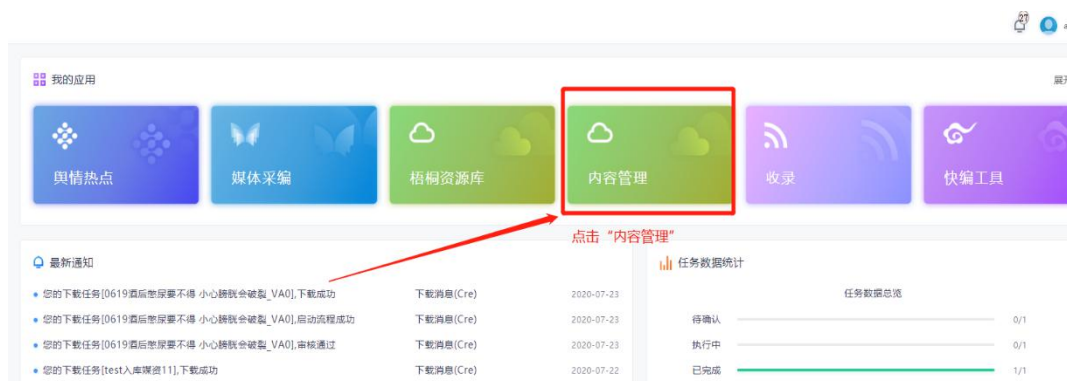 27
我的应用
展开
舆情热点
媒体采编
梧桐资源库
内容管理
收录
快编工具
点击“内容管理”
最新通知
您的下载任务[0619酒后憋尿要不得 小心膀胱会破裂_VA0],下载成功 下载消息(Cre) 2020-07-23
您的下载任务[0619酒后憋尿要不得 小心膀胱会破裂_VA0],启动流程成功 下载消息(Cre) 2020-07-23
您的下载任务[0619酒后憋尿要不得 小心膀胱会破裂_VA0],审核通过 下载消息(Cre) 2020-07-23
您的下载任务[test入库媒资11],下载成功 下载消息(Cre) 2020-07-22
任务数据统计
任务数据总览
待确认 0/1
执行中 0/1
已完成 1/1